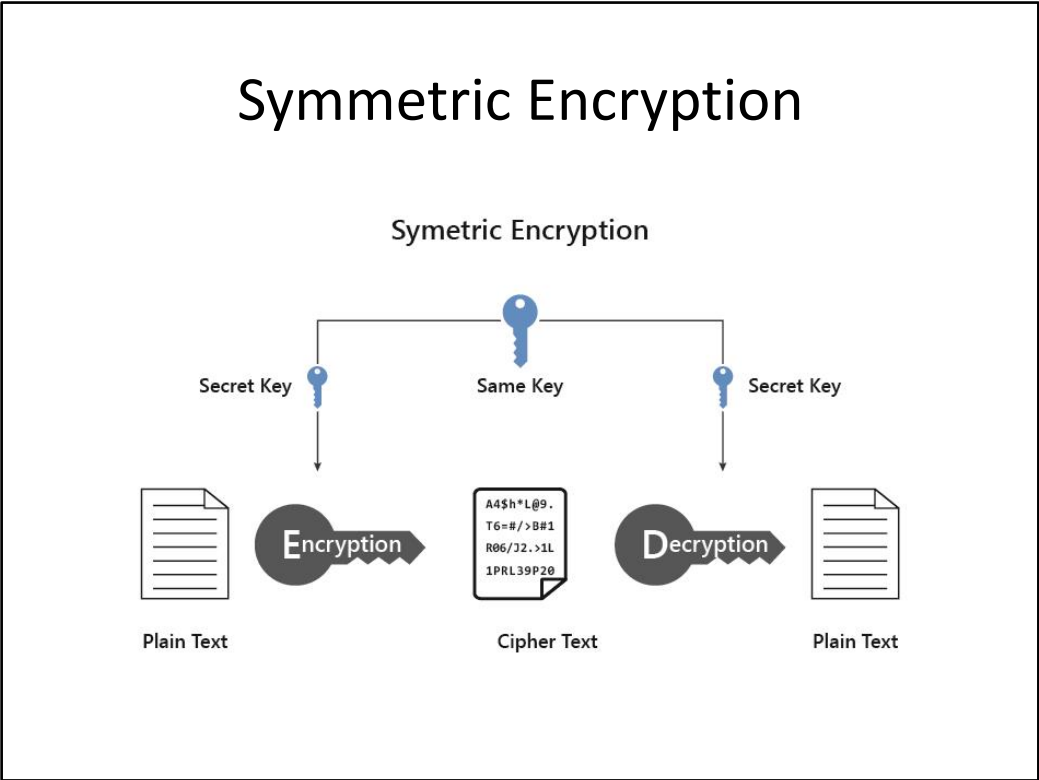 Symmetric Encryption
Symetric Encryption
Secret Key
Same Key
Secret Key
A4$h*L@9.
T6=#/>B#1
R06/J2.>1L
1PRL39P20
Encryption
Decryption
Plain Text
Cipher Text
Plain Text